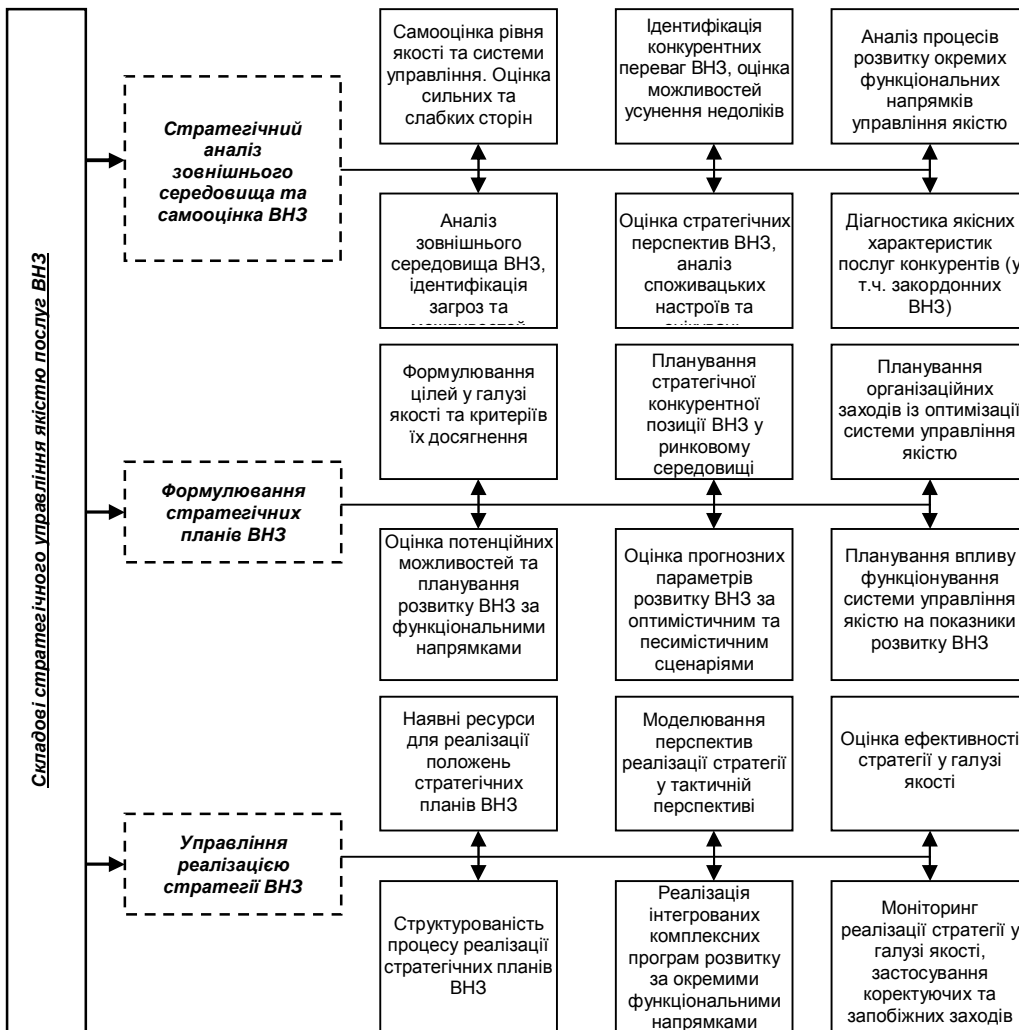 Складові стратегічного управління якістю послуг ВНЗ
Стратегічний
аналіз
зовнішнього
середовища та
самооцінка ВНЗ
Самооцінка рівня
якості та системи
управління. Оцінка
сильних та
слабких сторін
Ідентифікація
конкурентних
переваг ВНЗ, оцінка
можливостей
усунення недоліків
Аналіз процесів
розвитку окремих
функціональних
напрямків
управління якістю
Аналіз
зовнішнього
середовища ВНЗ,
ідентифікація
загроз та
можливостей
Оцінка стратегічних
перспектив ВНЗ,
аналіз
споживацьких
настроїв та
Діагностика якісних
характеристик
послуг конкурентів (у
т.ч. закордонних
ВНЗ)
Формулювання
стратегічних
планів ВНЗ
Формулювання
цілей у галузі
якості та критеріїв
їх досягнення
Планування
стратегічної
конкурентної
позиції ВНЗ у
ринковому
середовищі
Планування
організаційних
заходів із оптимізації
системи управління
якістю
Оцінка потенційних
можливостей та
планування
розвитку ВНЗ за
функціональними
напрямками
Оцінка прогнозних
параметрів
розвитку ВНЗ за
оптимістичним та
песимістичним
сценаріями
Планування впливу
функціонування
системи управління
якістю на показники
розвитку ВНЗ
Управління
реалізацією
стратегії ВНЗ
Наявні ресурси
для реалізації
положень
стратегічних
планів ВНЗ
Моделювання
перспектив
реалізації стратегії
у тактичній
перспективі
Оцінка ефективності
стратегії у галузі
якості
Структурованість
процесу реалізації
стратегічних планів
ВНЗ
Реалізація
інтегрованих
комплексних
програм розвитку
за окремими
функціональними
напрямками
Моніторинг
реалізації стратегії у
галузі якості,
застосування
коректуючих та
запобіжних заходів